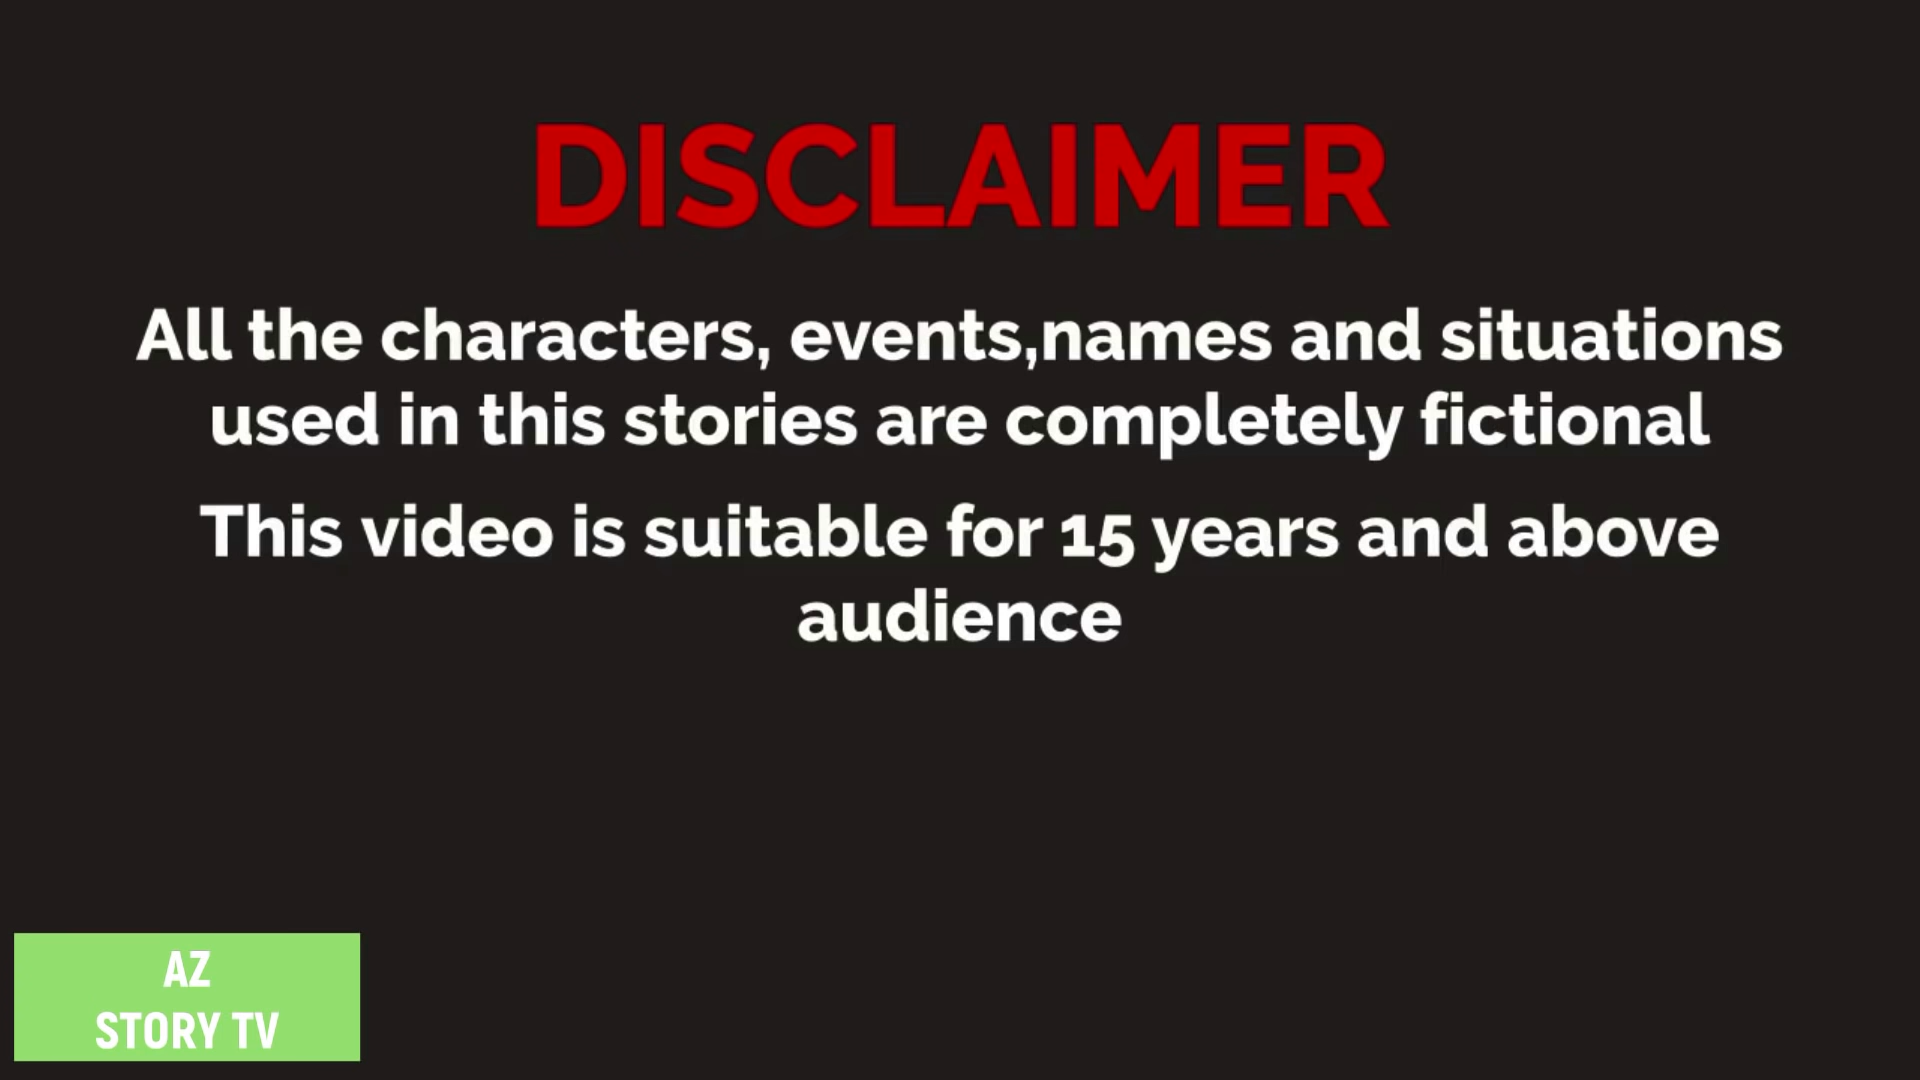 DISCLAIMER
All the characters, events,names and situations
used in this stories are completely fictional
This video is suitable for 15 years and above
audience
AZ
STORY TV